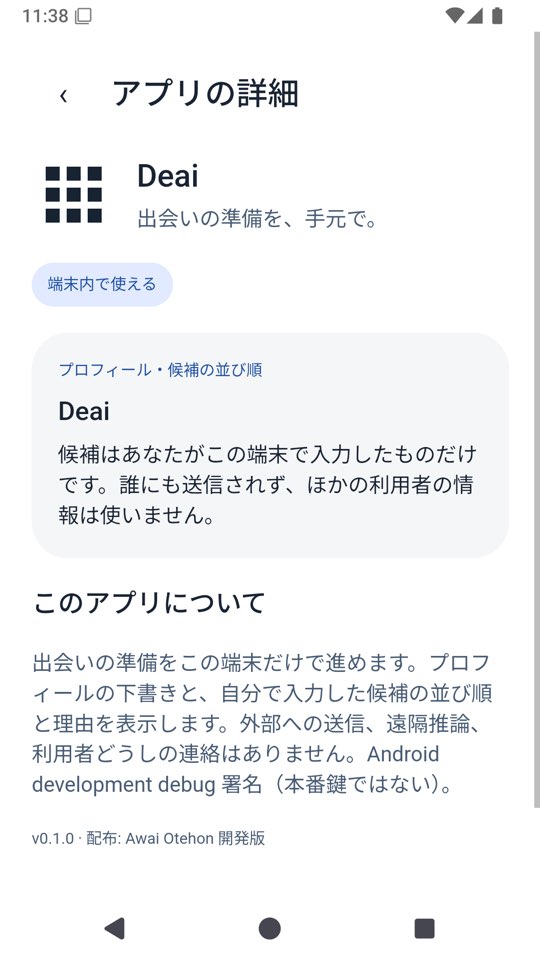 11:38
アプリの詳細
Deai
出会いの準備を、手元で。
端末内で使える
プロフィール・候補の並び順
Deai
候補はあなたがこの端末で入力したものだけ
です。誰にも送信されず、ほかの利用者の情
報は使いません。
このアプリについて
出会いの準備をこの端末だけで進めます。プロフ
ィールの下書きと、自分で入力した候補の並び順
と理由を表示します。外部への送信、遠隔推論、
利用者どうしの連絡はありません。Android
development debug 署名（本番鍵ではない）。
v0.1.0 · 配布: Awai Otehon 開発版